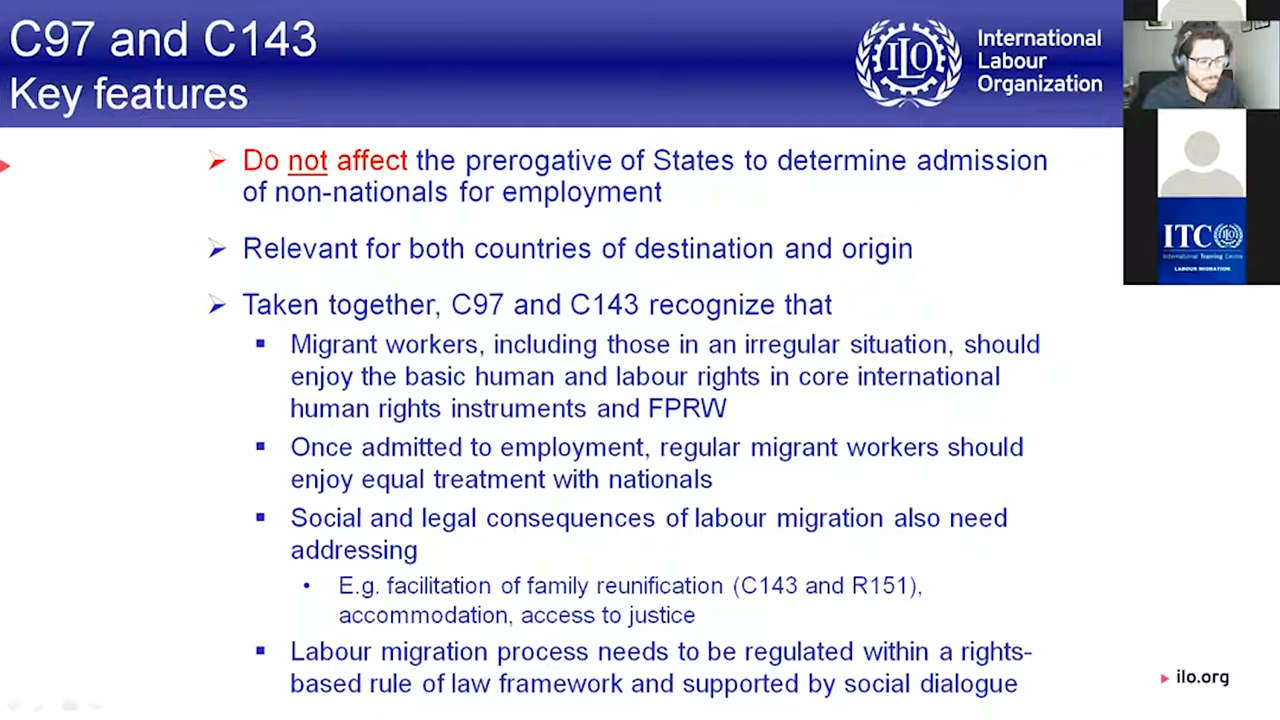 C97 and C143
Key features
International
Labour
Organization
ILO
Do not affect the prerogative of States to determine admission
of non-nationals for employment
Relevant for both countries of destination and origin
Taken together, C97 and C143 recognize that
Migrant workers, including those in an irregular situation, should
enjoy the basic human and labour rights in core international
human rights instruments and FPRW
Once admitted to employment, regular migrant workers should
enjoy equal treatment with nationals
Social and legal consequences of labour migration also need
addressing
E.g. facilitation of family reunification (C143 and R151),
accommodation, access to justice
Labour migration process needs to be regulated within a rights-
based rule of law framework and supported by social dialogue
ilo.org
ITC
International Training Centre
LABOUR MIGRATION